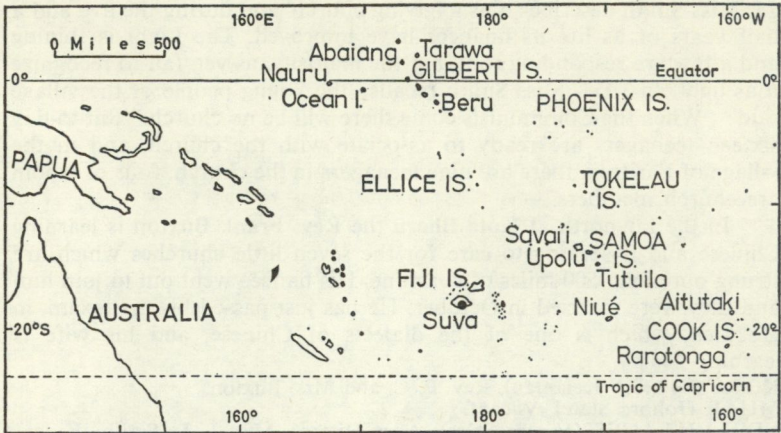 160°E
180°
160°W
0 Miles 500
Abaiang
Tarawa
0°
Nauru
GILBERT IS.
Equator
0°
Ocean I.
Beru
PHOENIX IS.
PAPUA
ELLICE IS.
TOKELAU
IS.
Savai'i
SAMOA
Upolu
IS.
FIJI IS.
Tutuila
AUSTRALIA
Suva
Niué
Aitutaki
20°S
COOK IS.
20°
Rarotonga
Tropic of Capricorn
160°
180°
160°